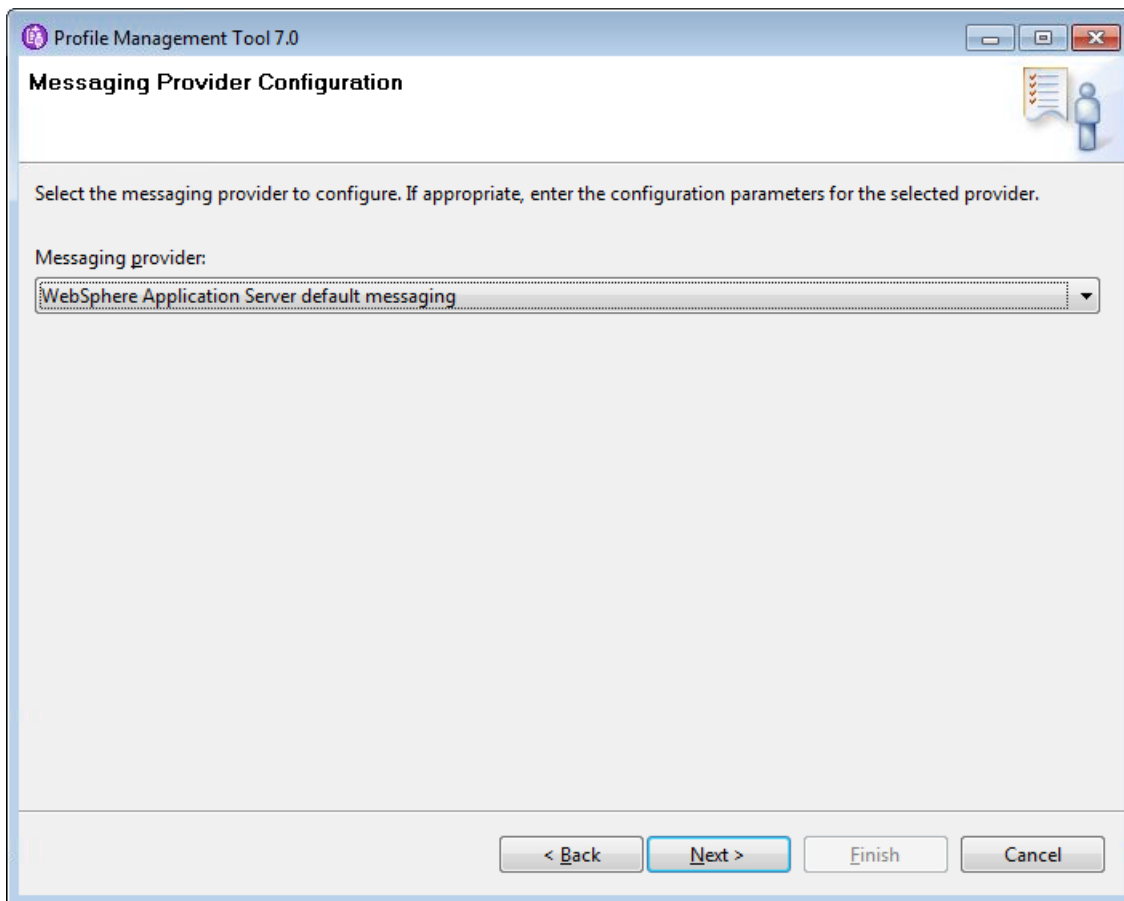 Profile Management Tool 7.0
Messaging Provider Configuration
Select the messaging provider to configure. If appropriate, enter the configuration parameters for the selected provider.
Messaging provider:
WebSphere Application Server default messaging
< Back Next > Finish Cancel